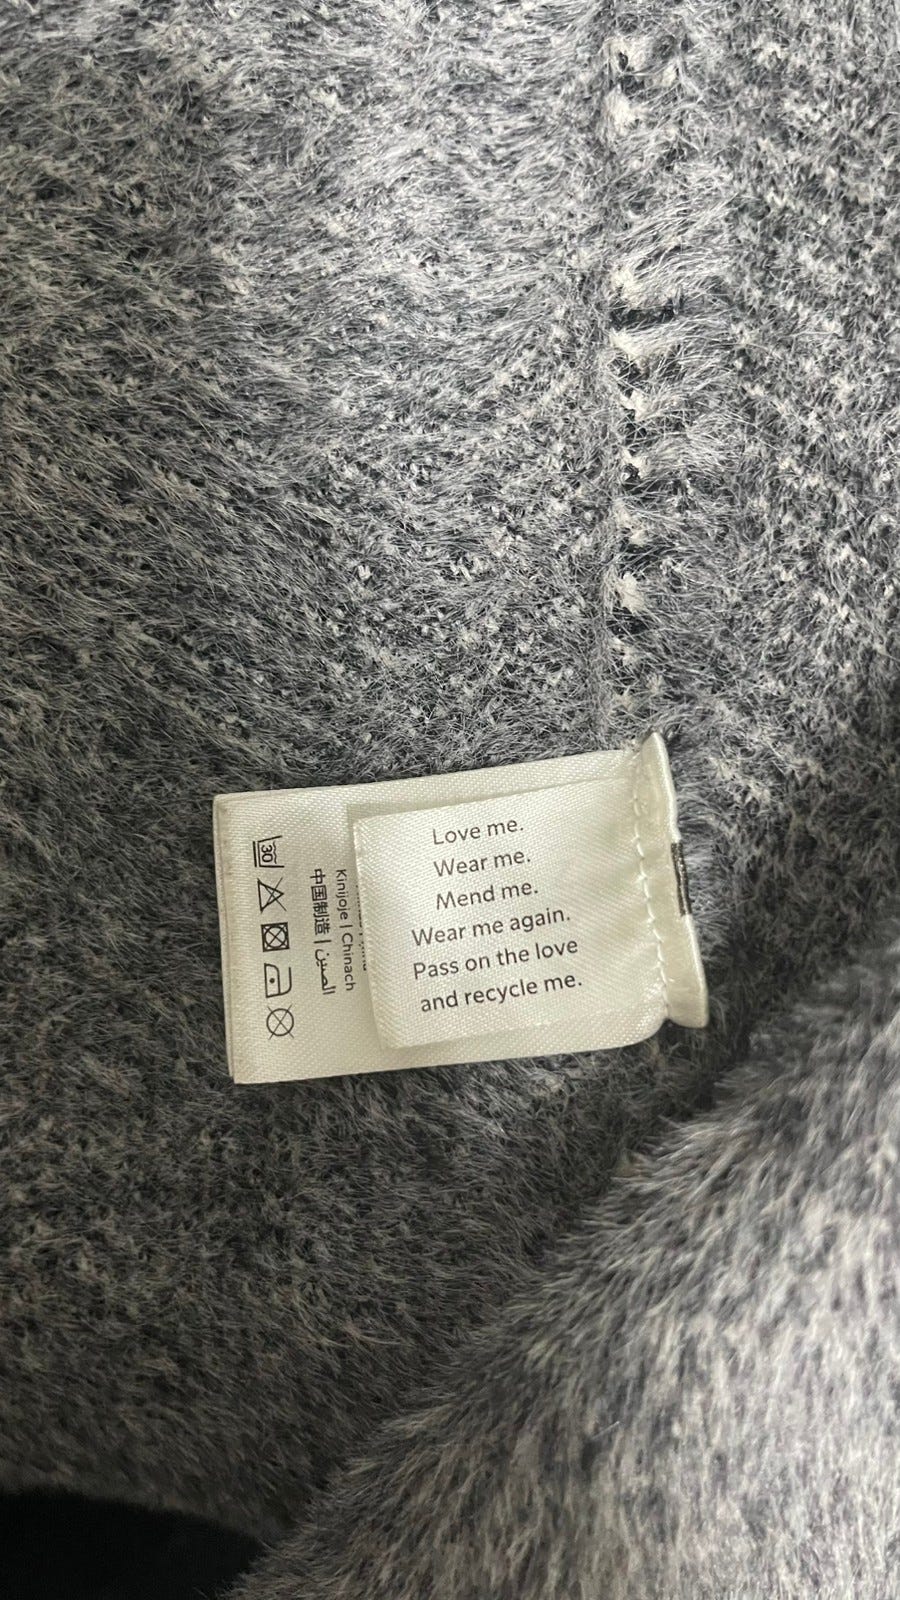 Love me.
Wear me.
Mend me.
Wear me again.
Pass on the love
and recycle me.
Kinijoje | Chinach
中国制造 | الصين
30